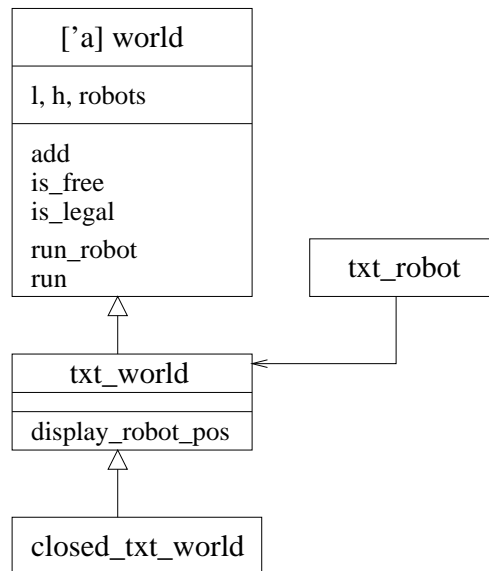 ['a] world
l, h, robots
add
is_free
is_legal
run_robot
run
txt_robot
txt_world
display_robot_pos
closed_txt_world